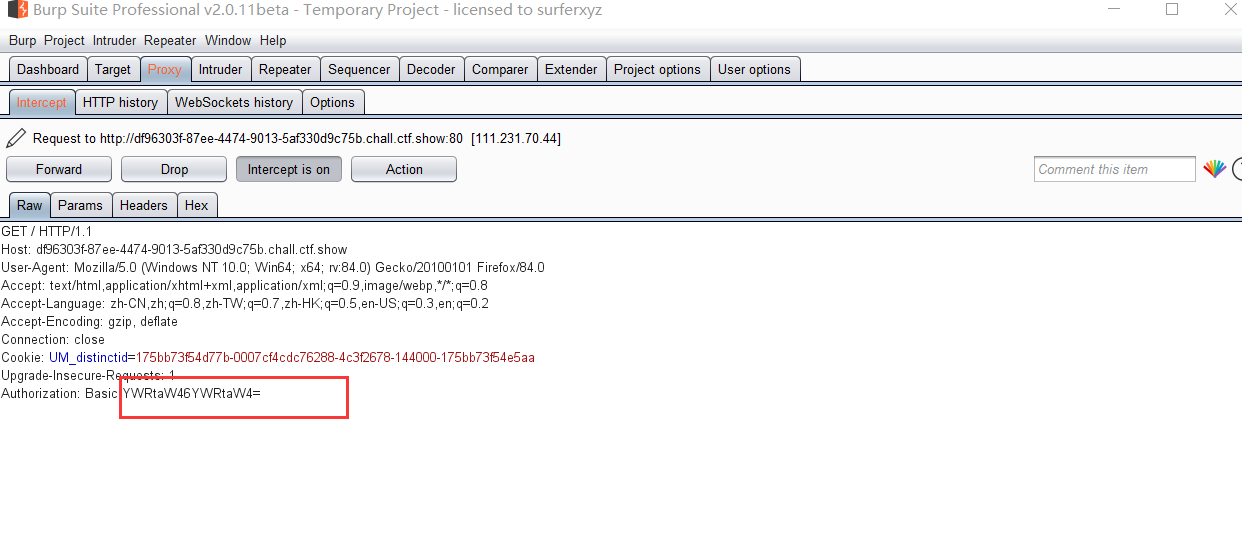 Burp Suite Professional v2.0.11beta - Temporary Project - licensed to surferxyz
Burp Project Intruder Repeater Window Help
Dashboard Target Proxy Intruder Repeater Sequencer Decoder Comparer Extender Project options User options
Intercept HTTP history WebSockets history Options
Request to http://df96303f-87ee-4474-9013-5af330d9c75b.chall.ctf.show:80 [111.231.70.44]
Forward Drop Intercept is on Action Comment this item
Raw Params Headers Hex
GET / HTTP/1.1
Host: df96303f-87ee-4474-9013-5af330d9c75b.chall.ctf.show
User-Agent: Mozilla/5.0 (Windows NT 10.0; Win64; x64; rv:84.0) Gecko/20100101 Firefox/84.0
Accept: text/html,application/xhtml+xml,application/xml;q=0.9,image/webp,*/*;q=0.8
Accept-Language: zh-CN,zh;q=0.8,zh-TW;q=0.7,zh-HK;q=0.5,en-US;q=0.3,en;q=0.2
Accept-Encoding: gzip, deflate
Connection: close
Cookie: UM_distinctid=175bb73f54d77b-0007cf4cdc76288-4c3f2678-144000-175bb73f54e5aa
Upgrade-Insecure-Requests: 1
Authorization: Basic YWRtaW46YWRtaW4=